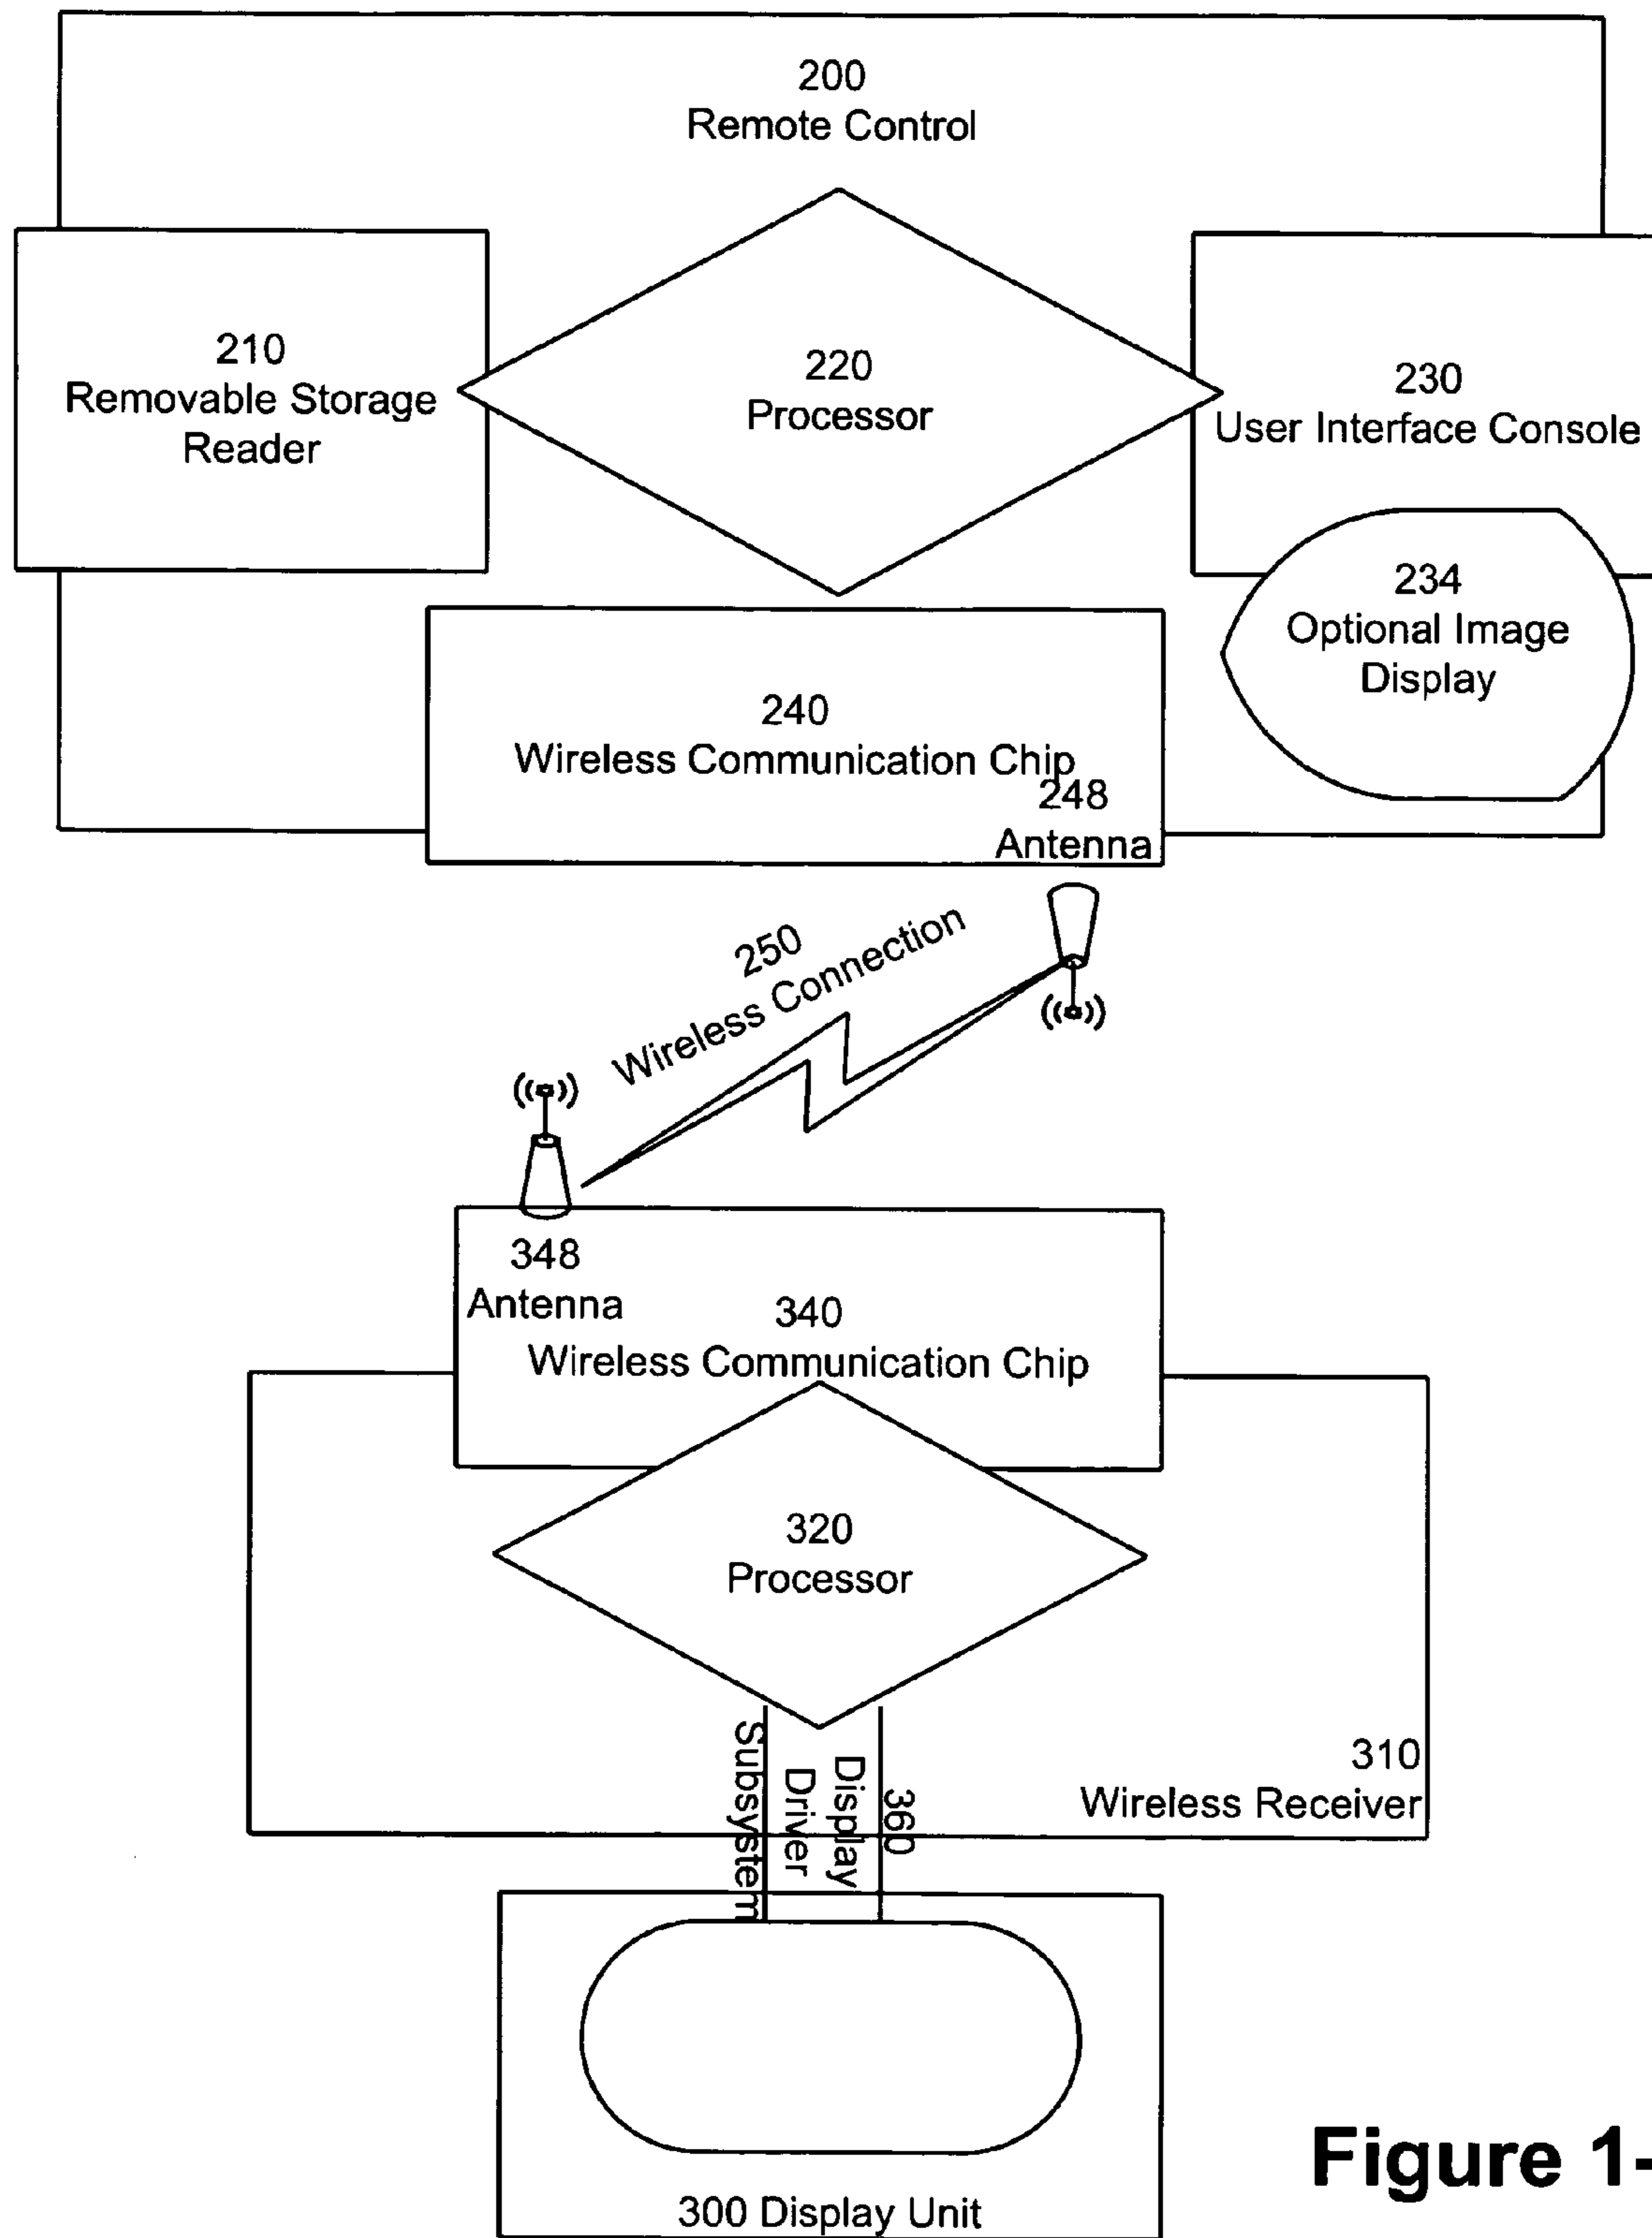 200
Remote Control
210
Removable Storage
Reader
220
Processor
230
User Interface Console
234
Optional Image
Display
240
Wireless Communication Chip
248
Antenna
250
Wireless Connection
348
Antenna
340
Wireless Communication Chip
320
Processor
310
Wireless Receiver
360
Display
Driver
Subsystem
300 Display Unit
Figure 1-